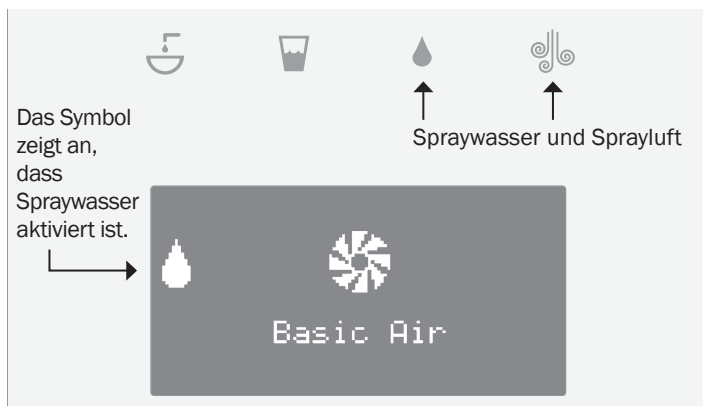 Spraywasser und Sprayluft
Das Symbol
zeigt an,
dass
Spraywasser
aktiviert ist.
Basic Air